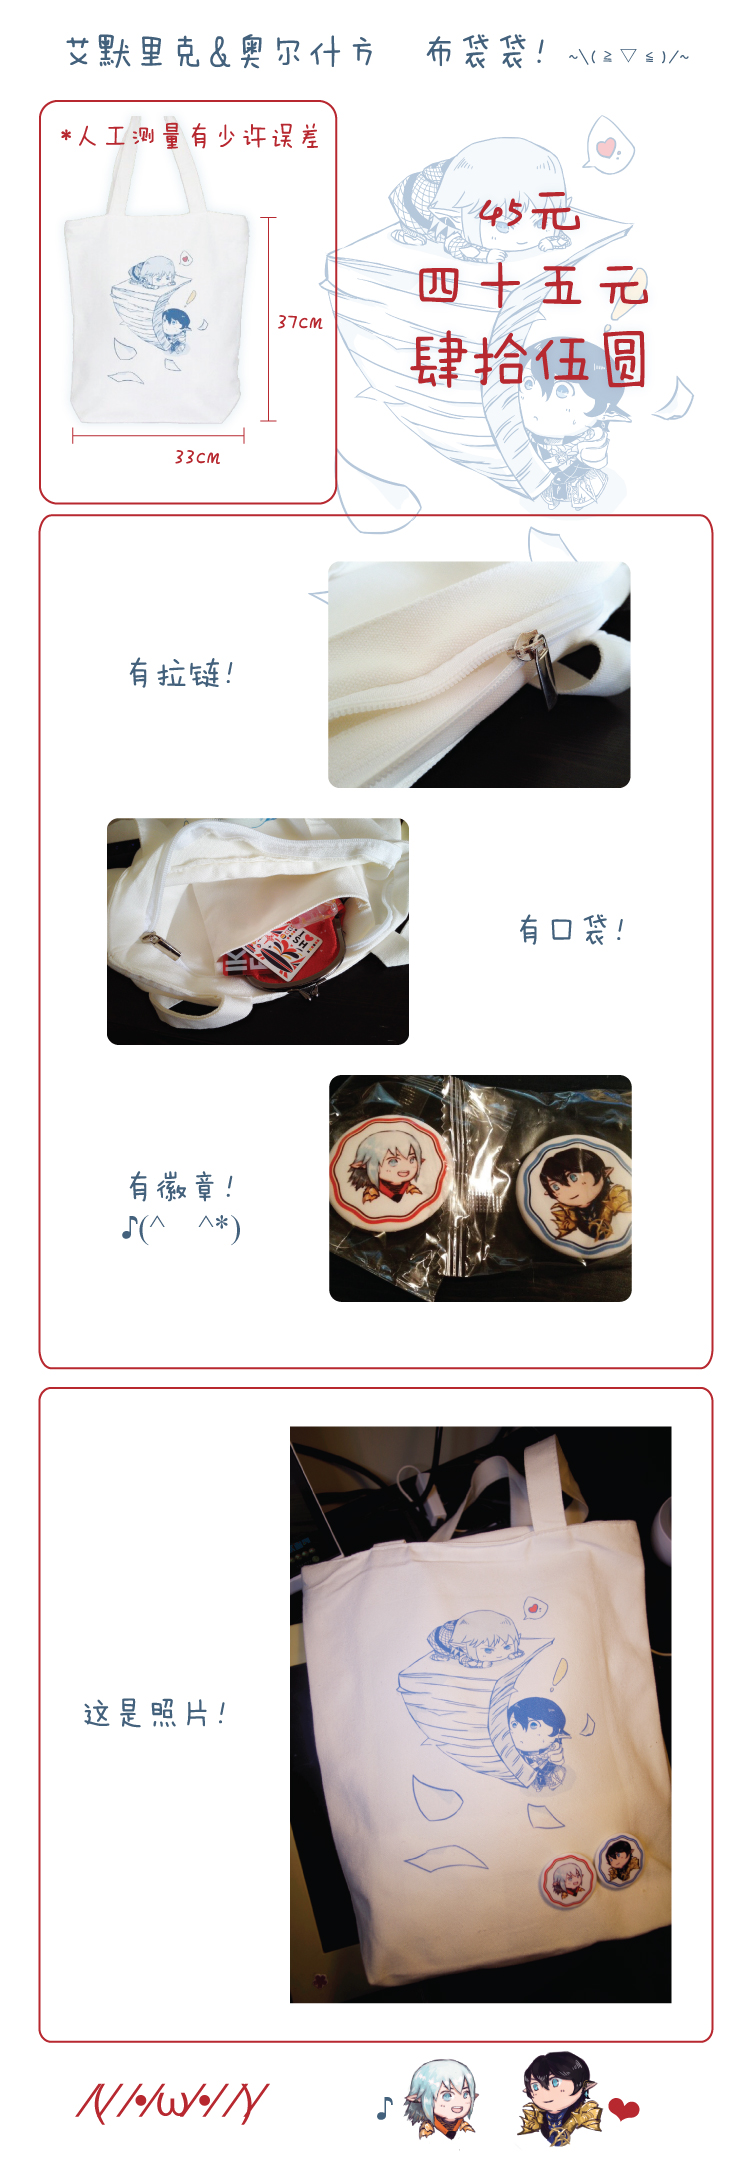 艾默里克&奥尔什方 布袋袋! ~\(≧▽≦)/~
*人工测量有少许误差
37cm
33cm
45元
四十五元
肆拾伍圆
有拉链!
有口袋!
有徽章!
♪(^ ^*)
这是照片!
/(/ /•/ω/•/ /)/
♪
❤